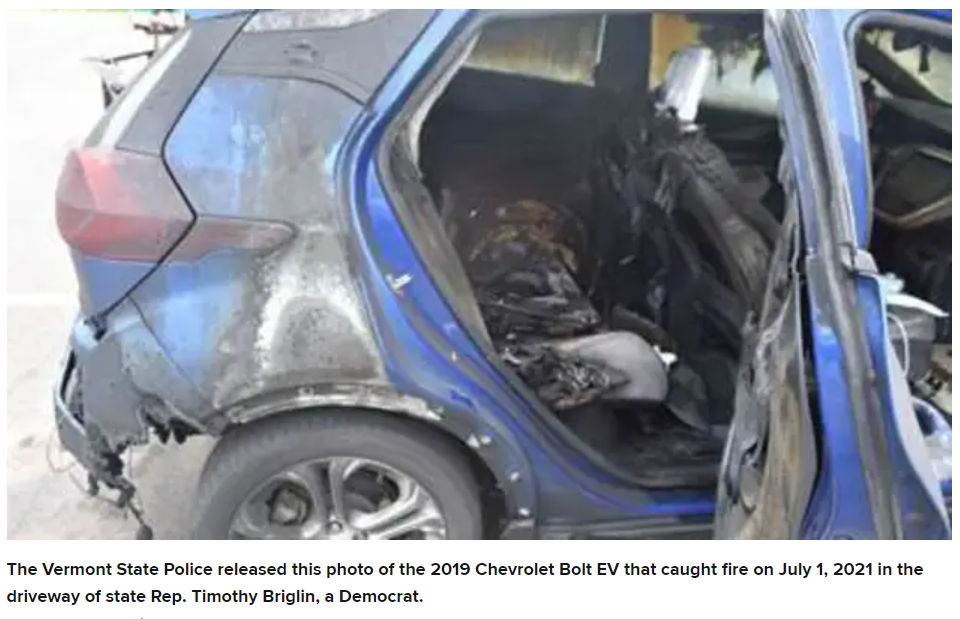 The Vermont State Police released this photo of the 2019 Chevrolet Bolt EV that caught fire on July 1, 2021 in the
driveway of state Rep. Timothy Briglin, a Democrat.